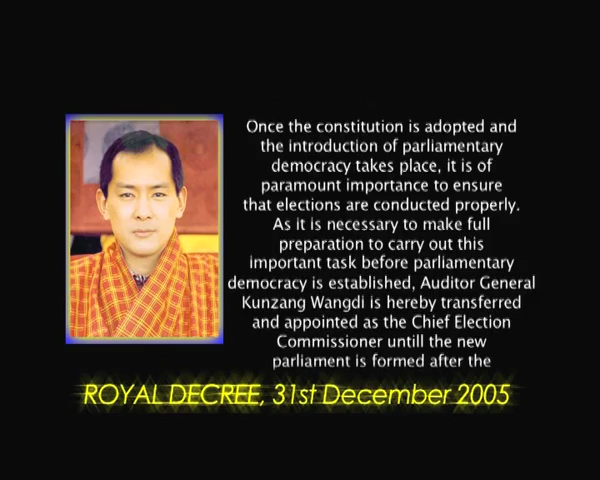 Once the constitution is adopted and
the introduction of parliamentary
democracy takes place, it is of
paramount importance to ensure
that elections are conducted properly.
As it is necessary to make full
preparation to carry out this
important task before parliamentary
democracy is established, Auditor General
Kunzang Wangdi is hereby transferred
and appointed as the Chief Election
Commissioner untill the new
parliament is formed after the
ROYAL DECREE, 31st December 2005